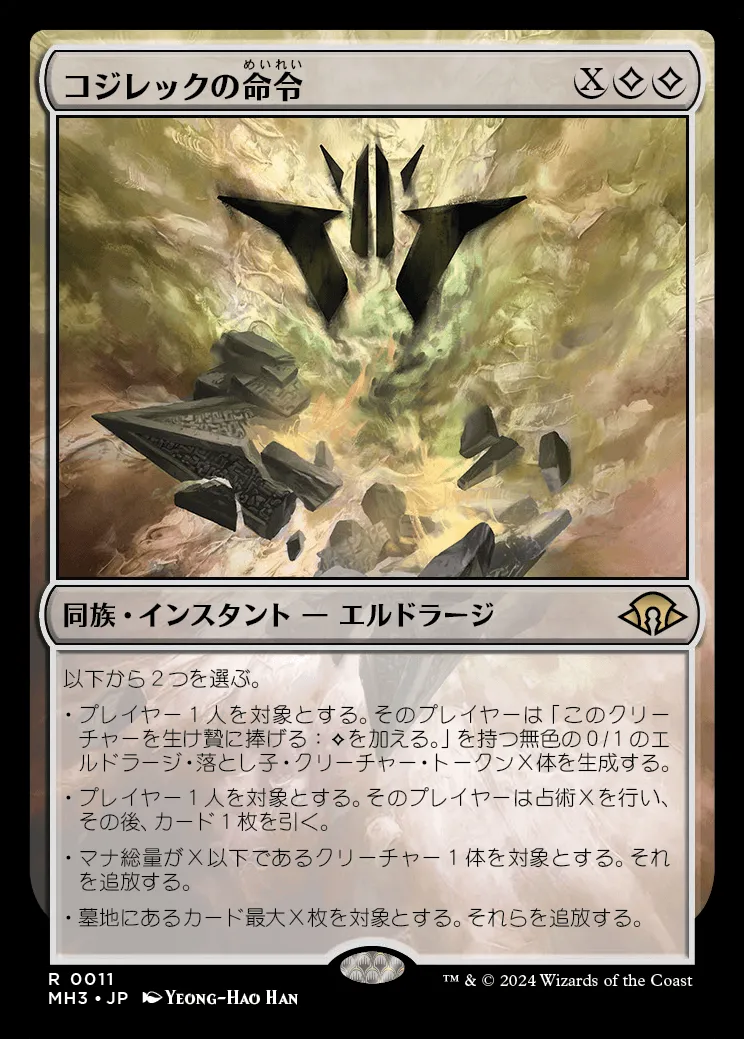 めいれい
コジレックの命令 X◇◇
同族・インスタント — エルドラージ
以下から2つを選ぶ。
・プレイヤー1人を対象とする。そのプレイヤーは「このクリー
チャーを生け贄に捧げる：◇を加える。」を持つ無色の0/1のエ
ルドラージ・落とし子・クリーチャー・トークンX体を生成する。
・プレイヤー1人を対象とする。そのプレイヤーは占術Xを行い、
その後、カード1枚を引く。
・マナ総量がX以下であるクリーチャー1体を対象とする。それ
を追放する。
・墓地にあるカード最大X枚を対象とする。それらを追放する。
R 0011
MH3・JP YEONG-HAO HAN
™ & © 2024 Wizards of the Coast